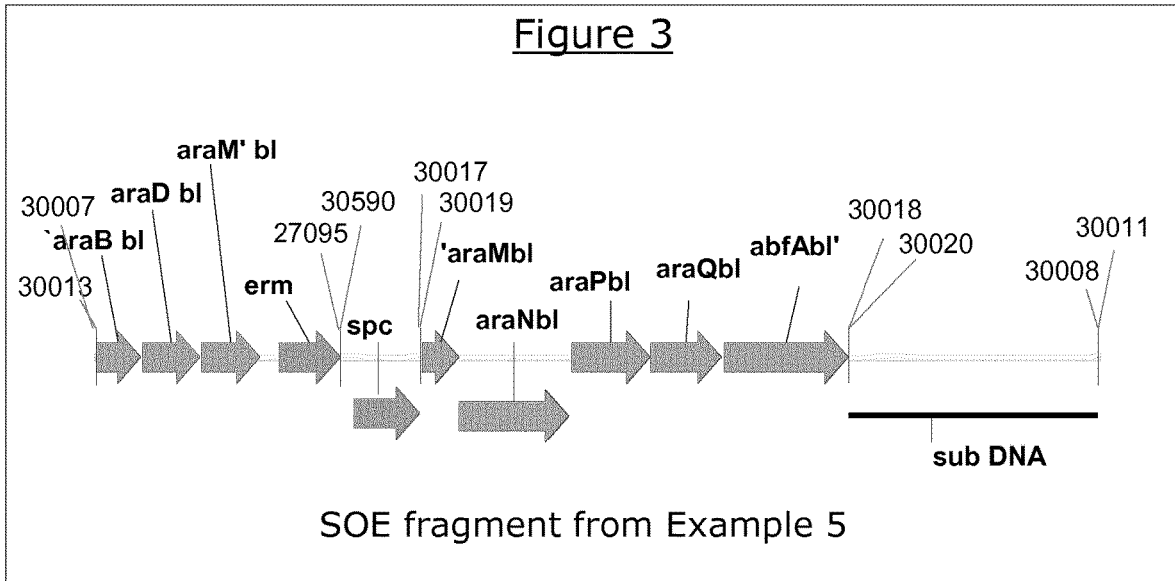 Figure 3
araM' bl
araD bl
30007
`araB bl
30013
erm
27095
30590
30017
30019
'araMbl
spc
araNbl
araPbl
araQbl
abfAbl'
30018
30020
30011
30008
sub DNA
SOE fragment from Example 5